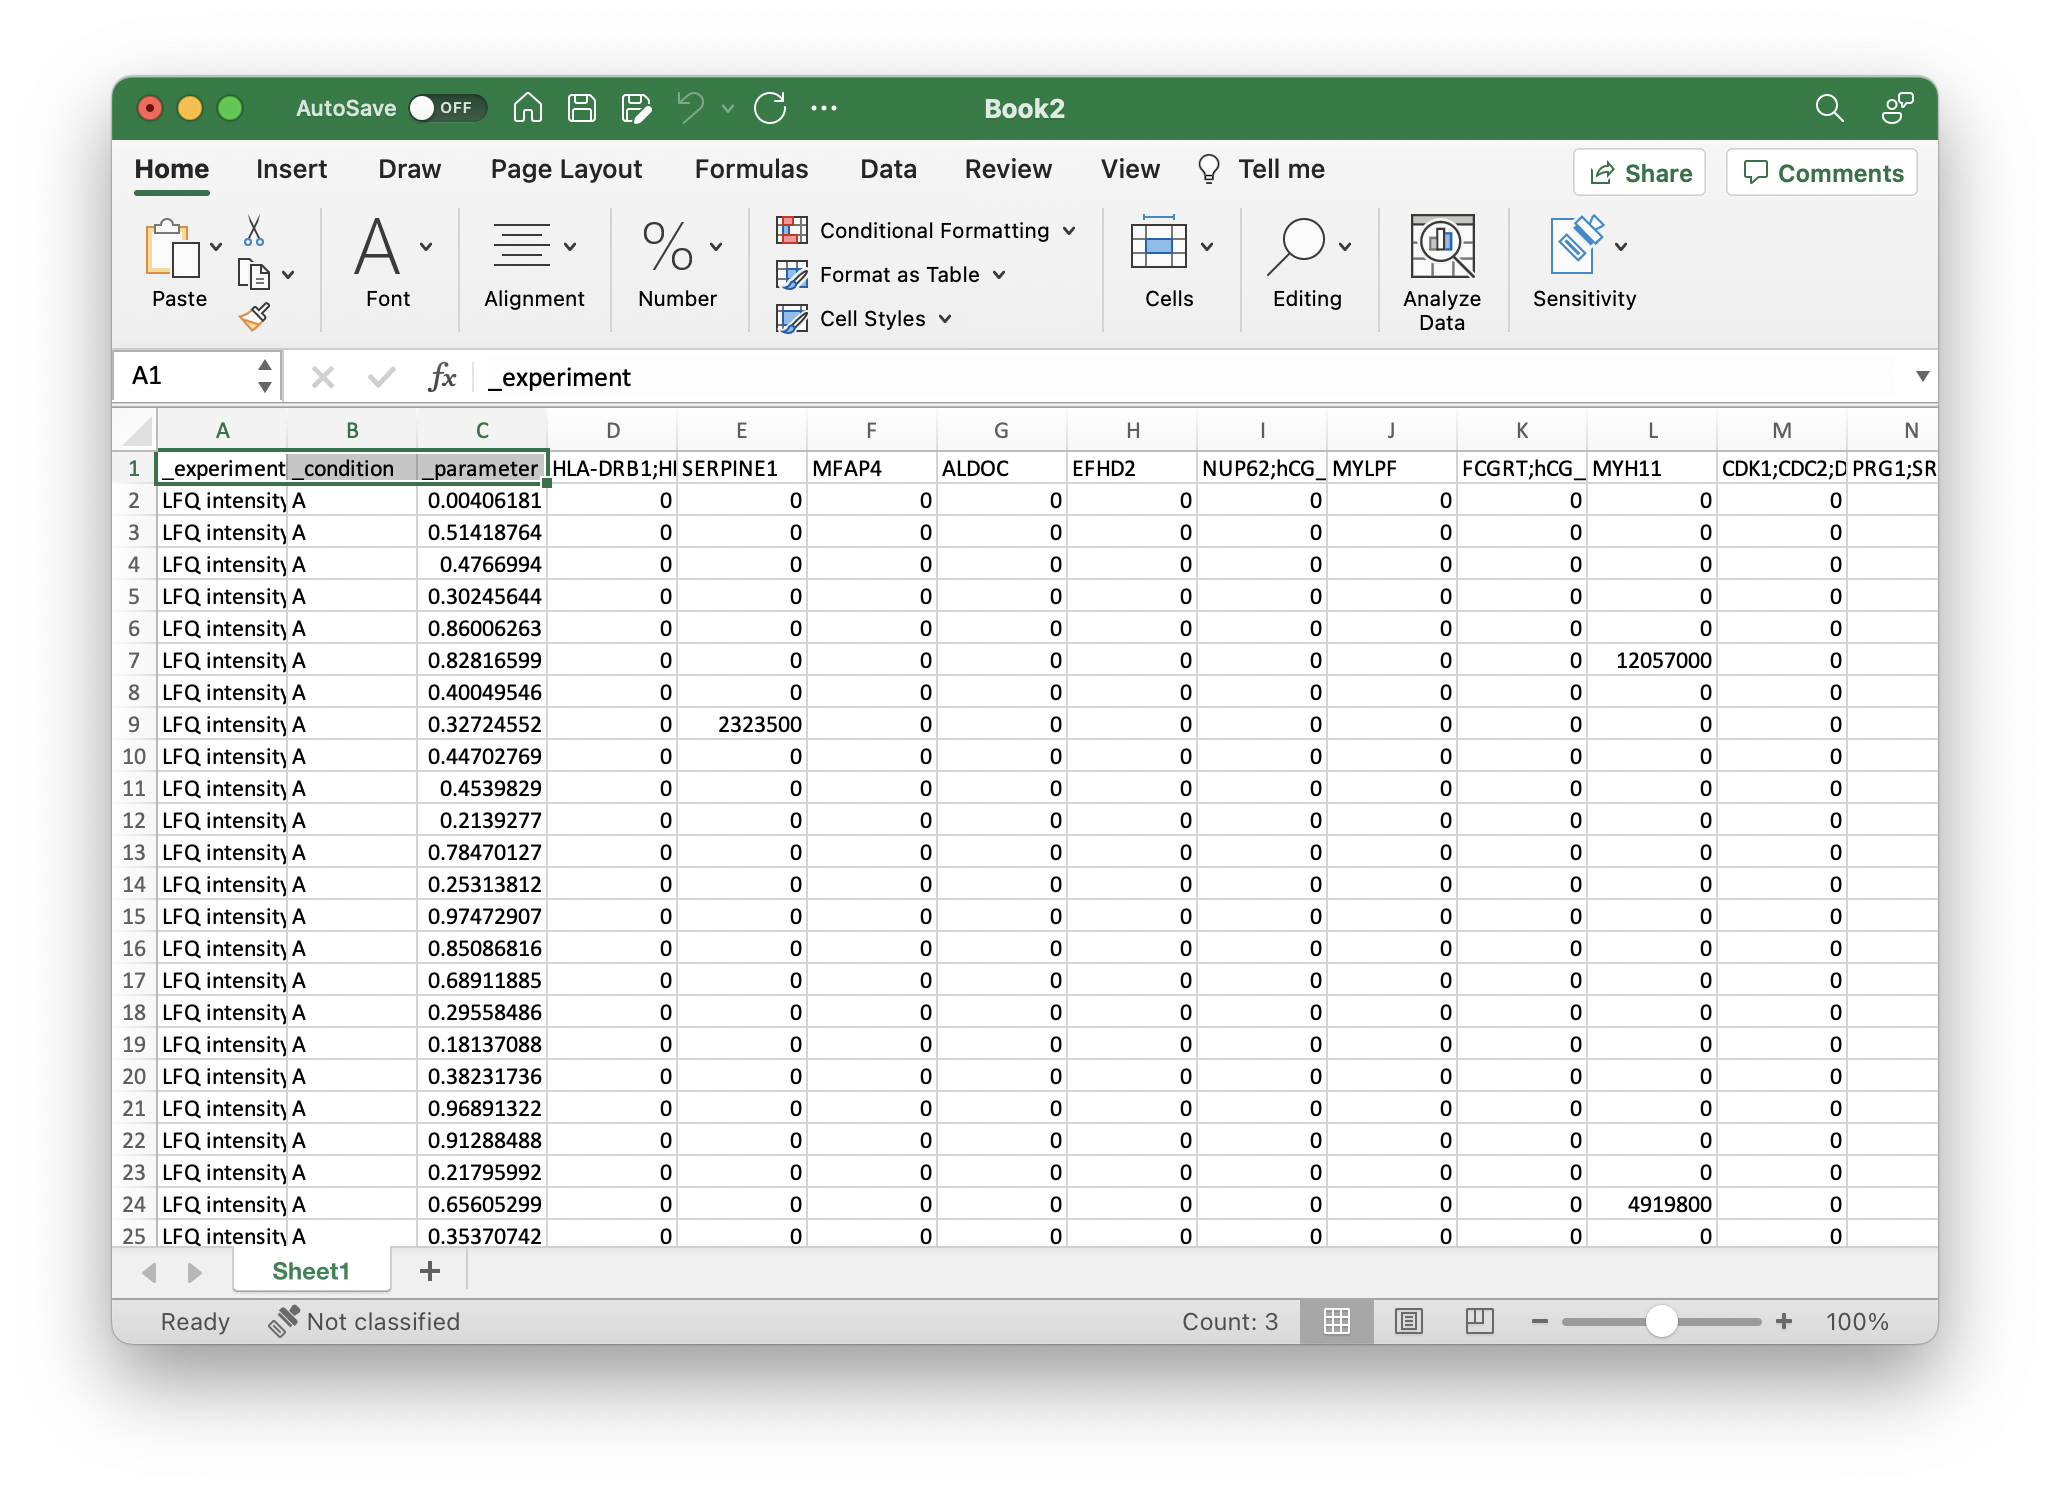 AutoSave OFF Book2
Home Insert Draw Page Layout Formulas Data Review View Tell me Share Comments
Paste Font Alignment % Number Conditional Formatting Format as Table Cell Styles Cells Editing Analyze Data Sensitivity
A1 fx _experiment
A B C D E F G H I J K L M N
1 _experiment _condition _parameter HLA-DRB1;HI SERPINE1 MFAP4 ALDOC EFHD2 NUP62;hCG_ MYLPF FCGRT;hCG_ MYH11 CDK1;CDC2;D PRG1;SR
2 LFQ intensity A 0.00406181 0 0 0 0 0 0 0 0 0 0
3 LFQ intensity A 0.51418764 0 0 0 0 0 0 0 0 0 0
4 LFQ intensity A 0.4766994 0 0 0 0 0 0 0 0 0 0
5 LFQ intensity A 0.30245644 0 0 0 0 0 0 0 0 0 0
6 LFQ intensity A 0.86006263 0 0 0 0 0 0 0 0 0 0
7 LFQ intensity A 0.82816599 0 0 0 0 0 0 0 0 12057000 0
8 LFQ intensity A 0.40049546 0 0 0 0 0 0 0 0 0 0
9 LFQ intensity A 0.32724552 0 2323500 0 0 0 0 0 0 0 0
10 LFQ intensity A 0.44702769 0 0 0 0 0 0 0 0 0 0
11 LFQ intensity A 0.4539829 0 0 0 0 0 0 0 0 0 0
12 LFQ intensity A 0.2139277 0 0 0 0 0 0 0 0 0 0
13 LFQ intensity A 0.78470127 0 0 0 0 0 0 0 0 0 0
14 LFQ intensity A 0.25313812 0 0 0 0 0 0 0 0 0 0
15 LFQ intensity A 0.97472907 0 0 0 0 0 0 0 0 0 0
16 LFQ intensity A 0.85086816 0 0 0 0 0 0 0 0 0 0
17 LFQ intensity A 0.68911885 0 0 0 0 0 0 0 0 0 0
18 LFQ intensity A 0.29558486 0 0 0 0 0 0 0 0 0 0
19 LFQ intensity A 0.18137088 0 0 0 0 0 0 0 0 0 0
20 LFQ intensity A 0.38231736 0 0 0 0 0 0 0 0 0 0
21 LFQ intensity A 0.96891322 0 0 0 0 0 0 0 0 0 0
22 LFQ intensity A 0.91288488 0 0 0 0 0 0 0 0 0 0
23 LFQ intensity A 0.21795992 0 0 0 0 0 0 0 0 0 0
24 LFQ intensity A 0.65605299 0 0 0 0 0 0 0 0 4919800 0
25 LFQ intensity A 0.35370742 0 0 0 0 0 0 0 0 0 0
Sheet1 +
Ready Not classified Count: 3 100%